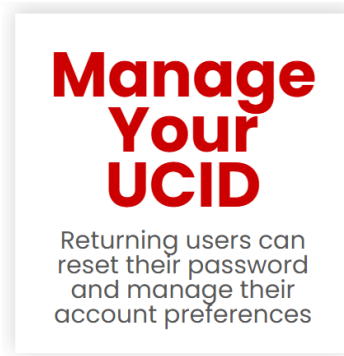 Manage
Your
UCID
Returning users can
reset their password
and manage their
account preferences